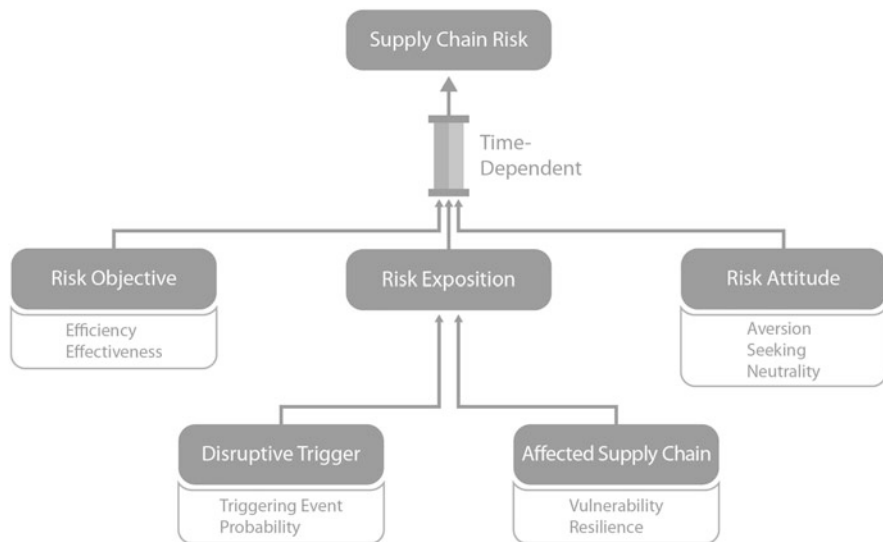 Supply Chain Risk
Time-
Dependent
Risk Objective
Efficiency
Effectiveness
Risk Exposition
Risk Attitude
Aversion
Seeking
Neutrality
Disruptive Trigger
Triggering Event
Probability
Affected Supply Chain
Vulnerability
Resilience